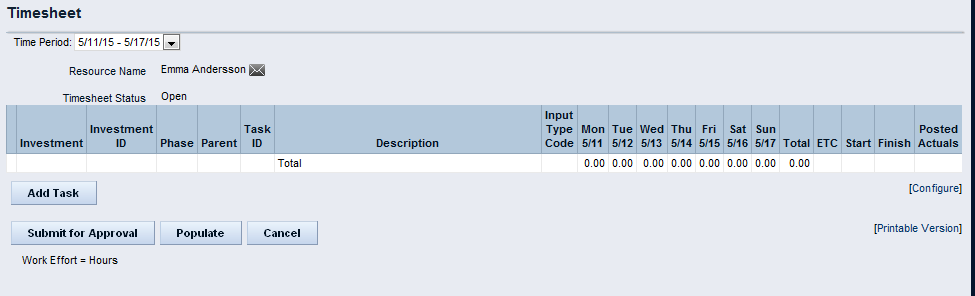 Timesheet
Time Period: 5/11/15 - 5/17/15
Resource Name Emma Andersson
Timesheet Status Open
Investment Investment ID Phase Parent Task ID Description Input Type Code Mon 5/11 Tue 5/12 Wed 5/13 Thu 5/14 Fri 5/15 Sat 5/16 Sun 5/17 Total ETC Start Finish Posted Actuals
Total 0.00 0.00 0.00 0.00 0.00 0.00 0.00 0.00
Add Task [Configure]
Submit for Approval Populate Cancel [Printable Version]
Work Effort = Hours